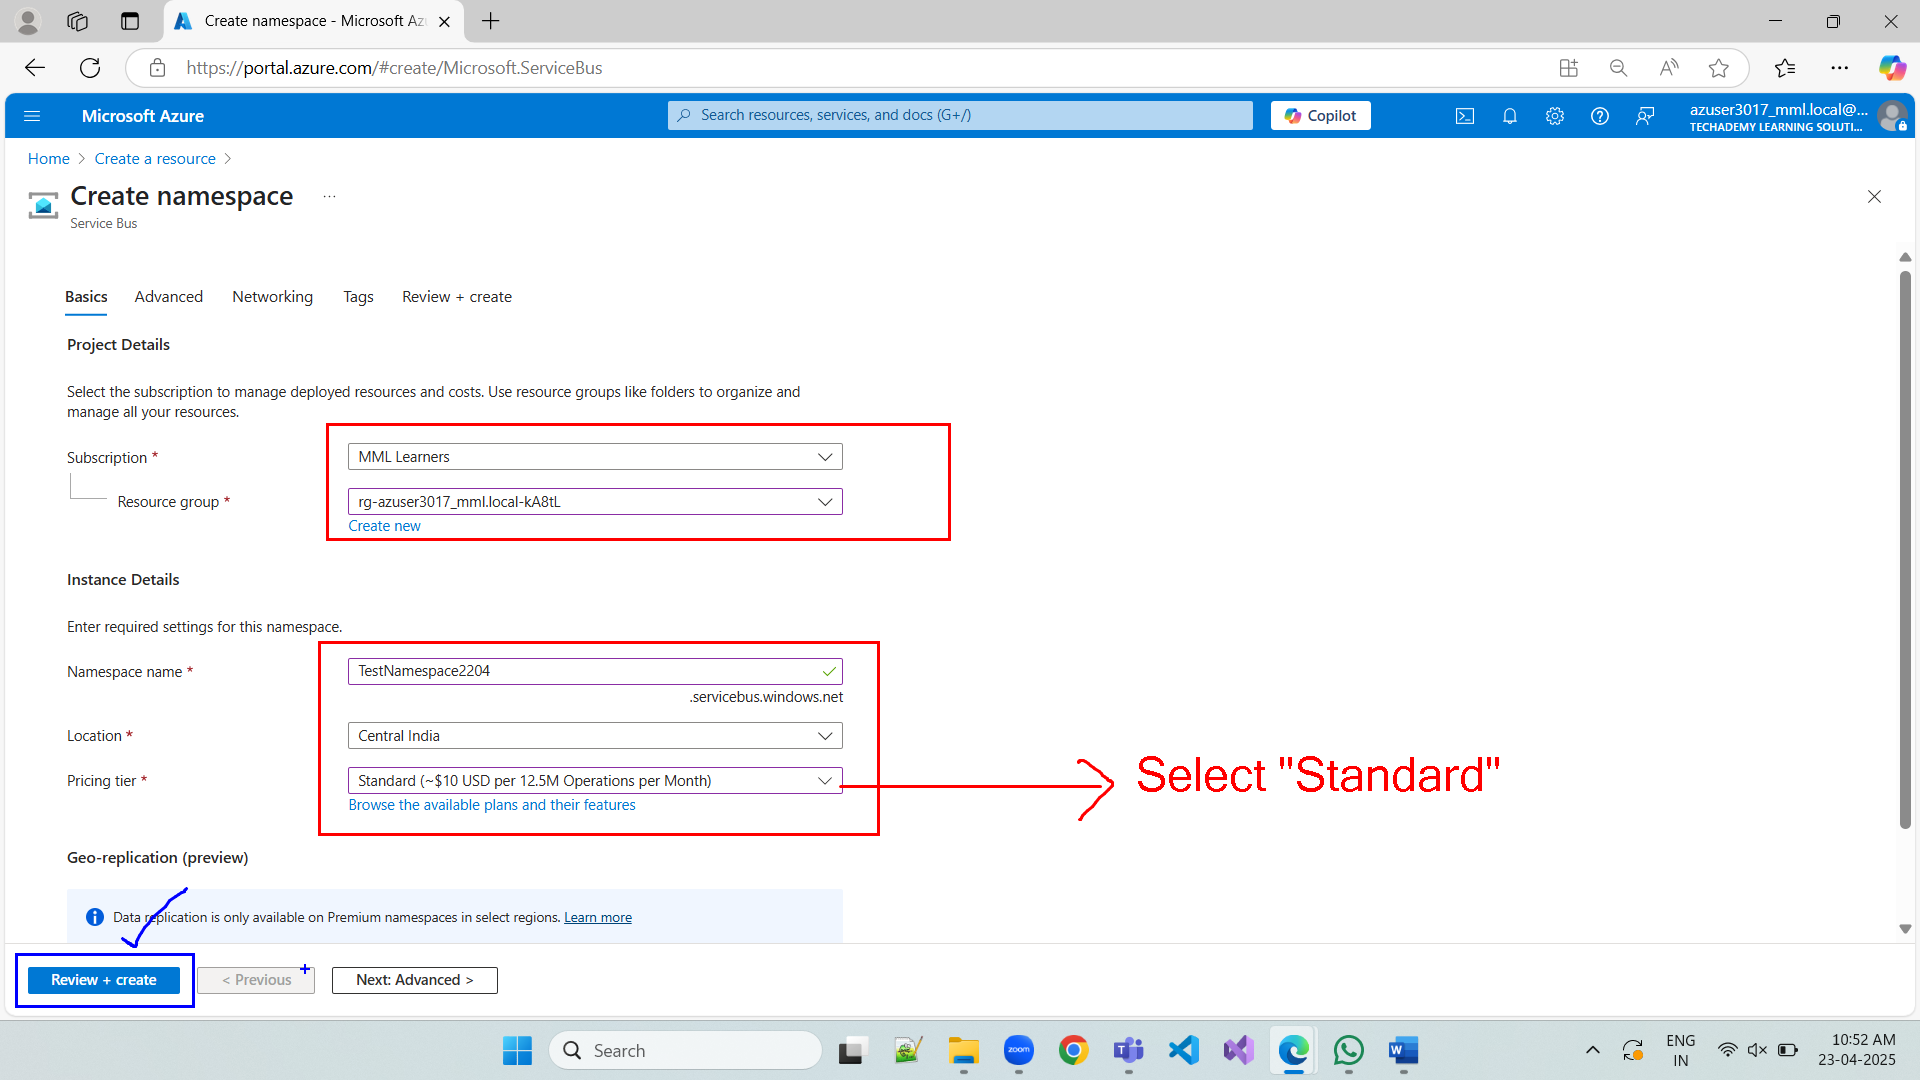 Create namespace - Microsoft Az
https://portal.azure.com/#create/Microsoft.ServiceBus
Microsoft Azure
Search resources, services, and docs (G+/)
Copilot
azuser3017_mml.local@...
TECHADEMY LEARNING SOLUTI...
Home > Create a resource >
Create namespace ...
Service Bus
Basics Advanced Networking Tags Review + create
Project Details
Select the subscription to manage deployed resources and costs. Use resource groups like folders to organize and
manage all your resources.
Subscription * MML Learners
Resource group * rg-azuser3017_mml.local-kA8tL
Create new
Instance Details
Enter required settings for this namespace.
Namespace name * TestNamespace2204
.servicebus.windows.net
Location * Central India
Pricing tier * Standard (~$10 USD per 12.5M Operations per Month)
Browse the available plans and their features
Select "Standard"
Geo-replication (preview)
Data replication is only available on Premium namespaces in select regions. Learn more
Review + create < Previous Next: Advanced >
Search
zoom
ENG
IN
10:52 AM
23-04-2025